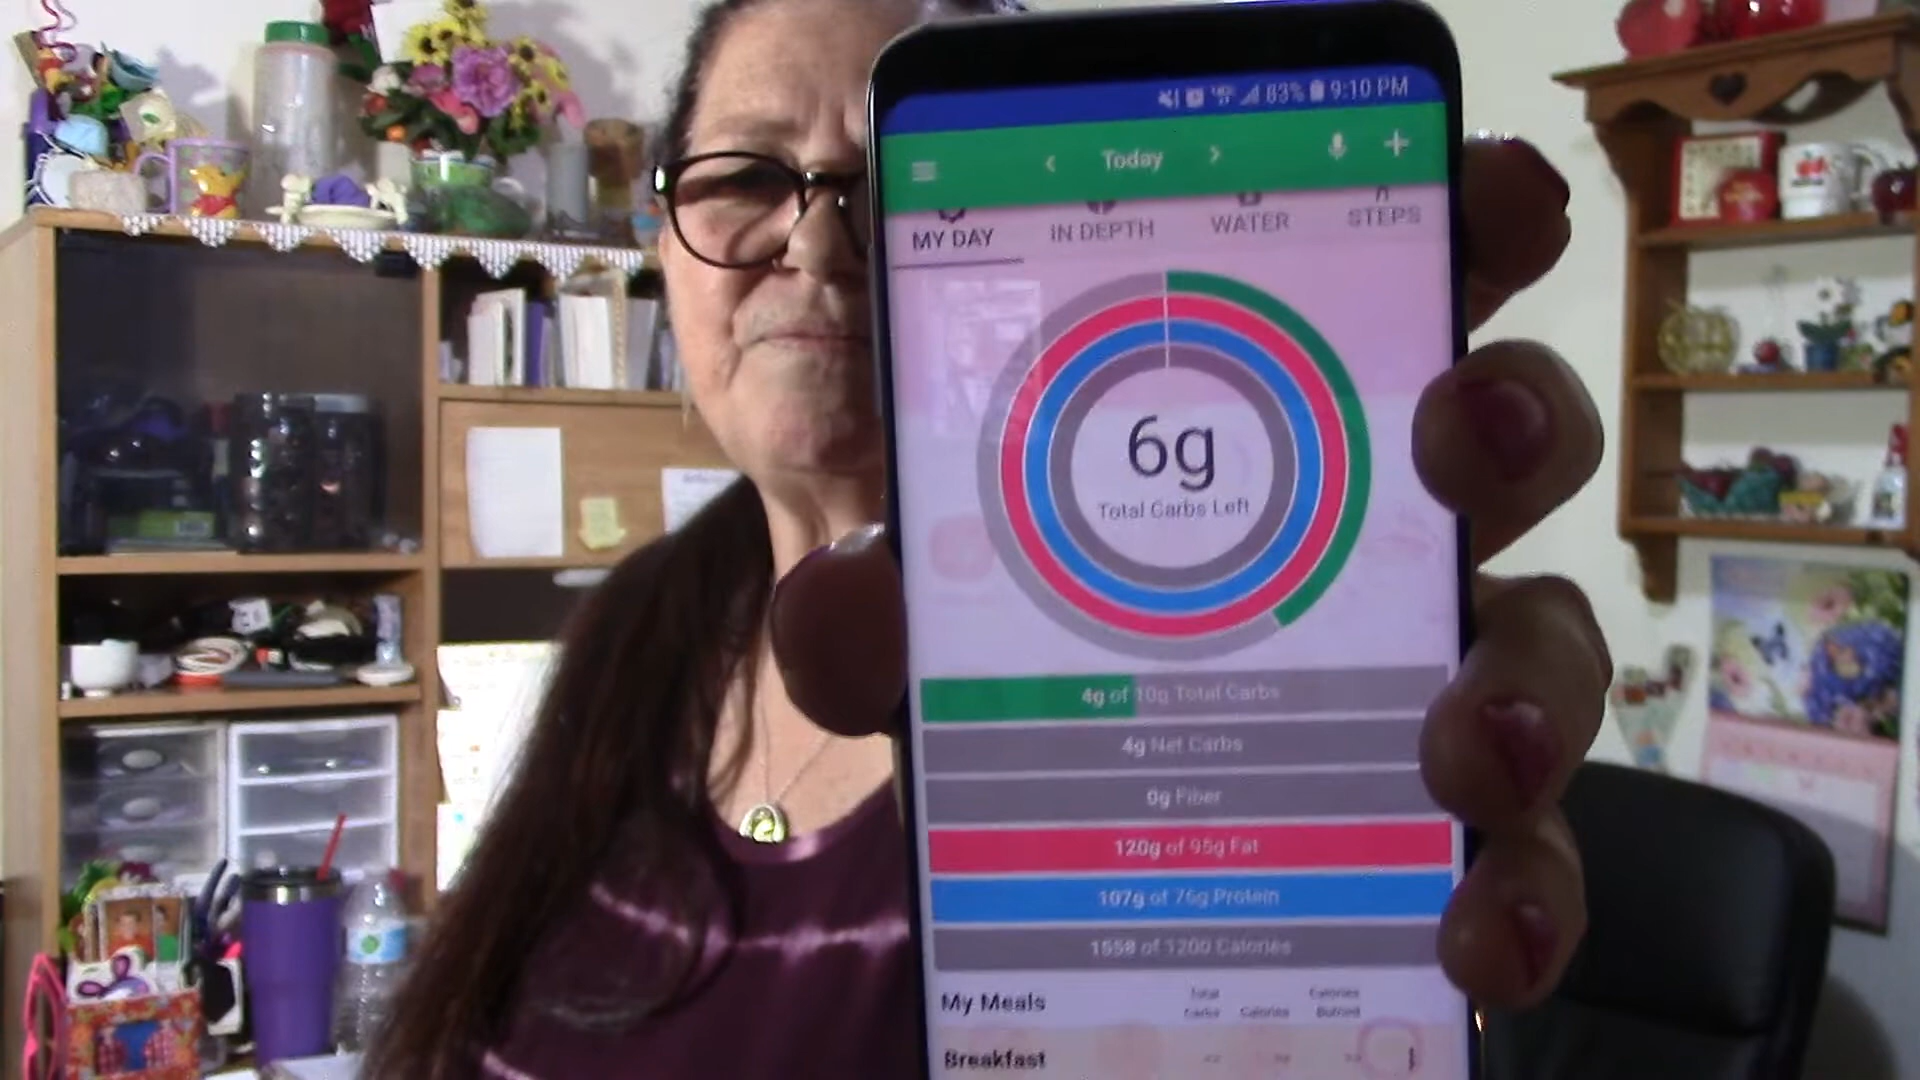 83% 9:10 PM
Today
MY DAY IN DEPTH WATER STEPS
6g
Total Carbs Left
4g of 10g Total Carbs
4g Net Carbs
0g Fiber
120g of 95g Fat
107g of 76g Protein
1558 of 1200 Calories
My Meals Total Carbs Calories Calories Burned
Breakfast